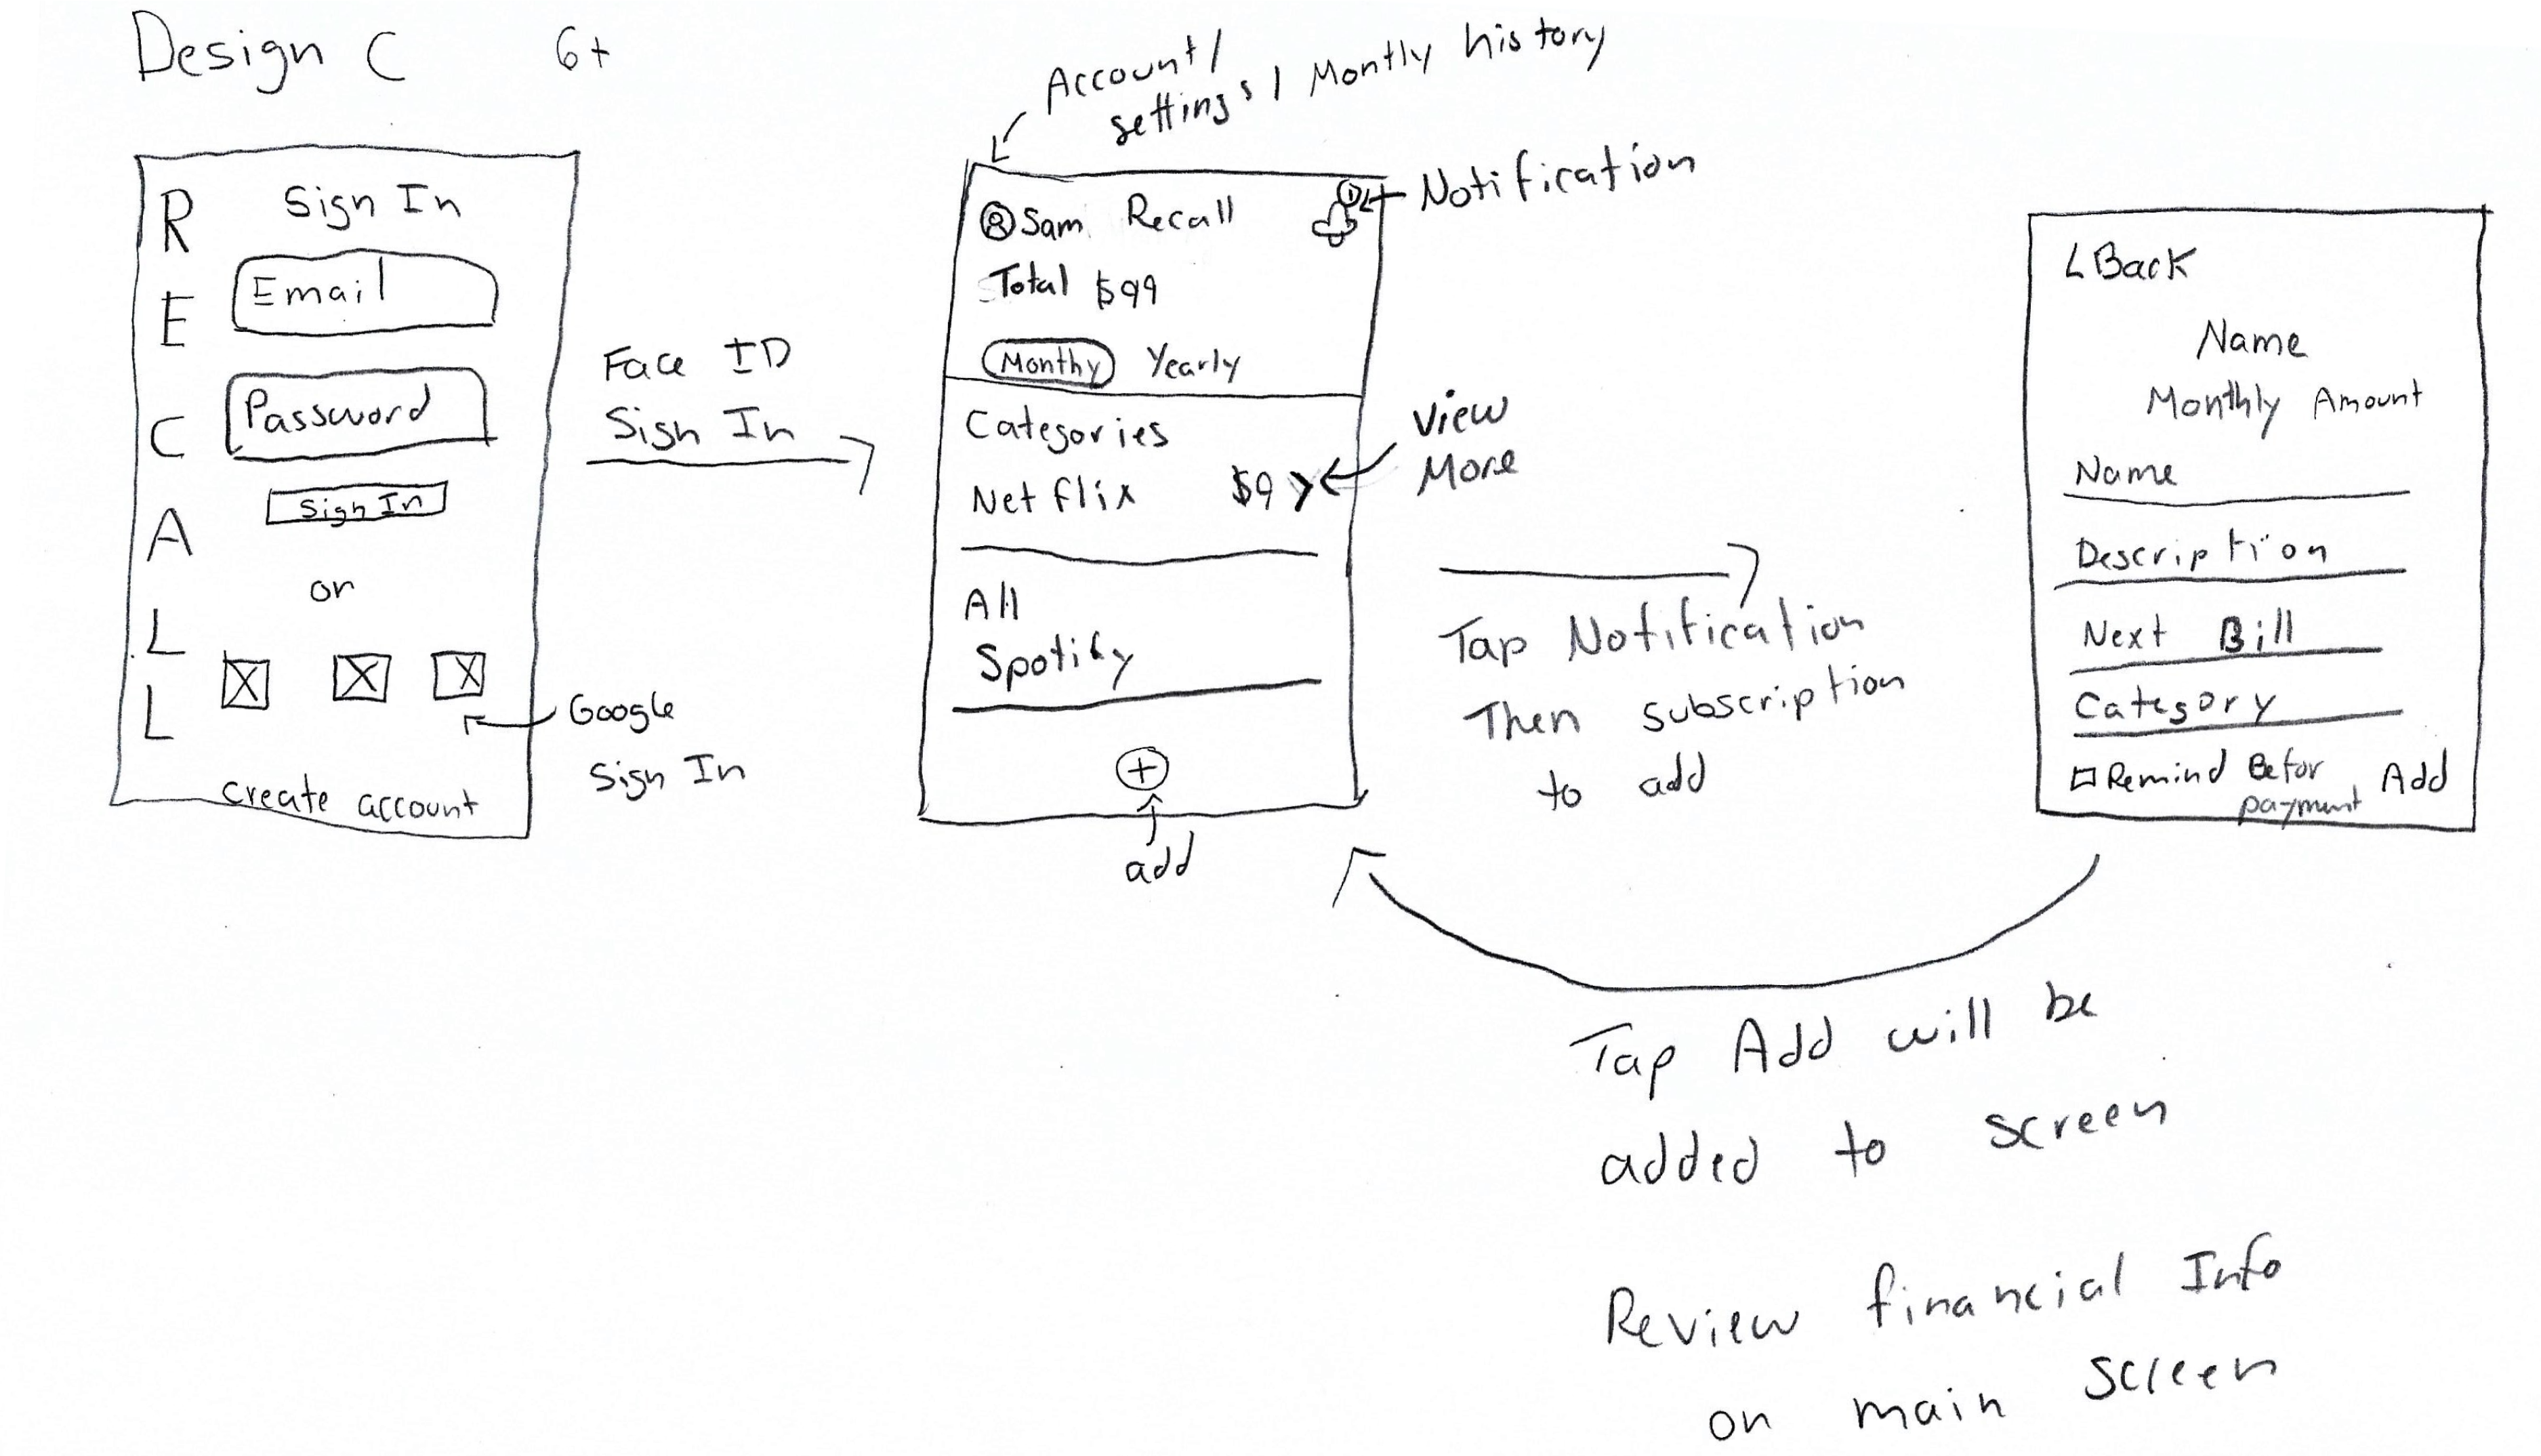 Design C 6+
RECALL
Sign In
Email
Password
Sign In
or
create account
Google
Sign In
Face ID
Sign In
Account/
settings / Montly history
Notification
Sam Recall
Total $99
Monthy Yearly
Categories
Netflix $9 >
All
Spotify
+
add
View
More
Tap Notification
Then subscription
to add
< Back
Name
Monthly Amount
Name
Description
Next Bill
Category
Remind Befor
payment
Add
Tap Add will be
added to screen
Review financial Info
on main screen